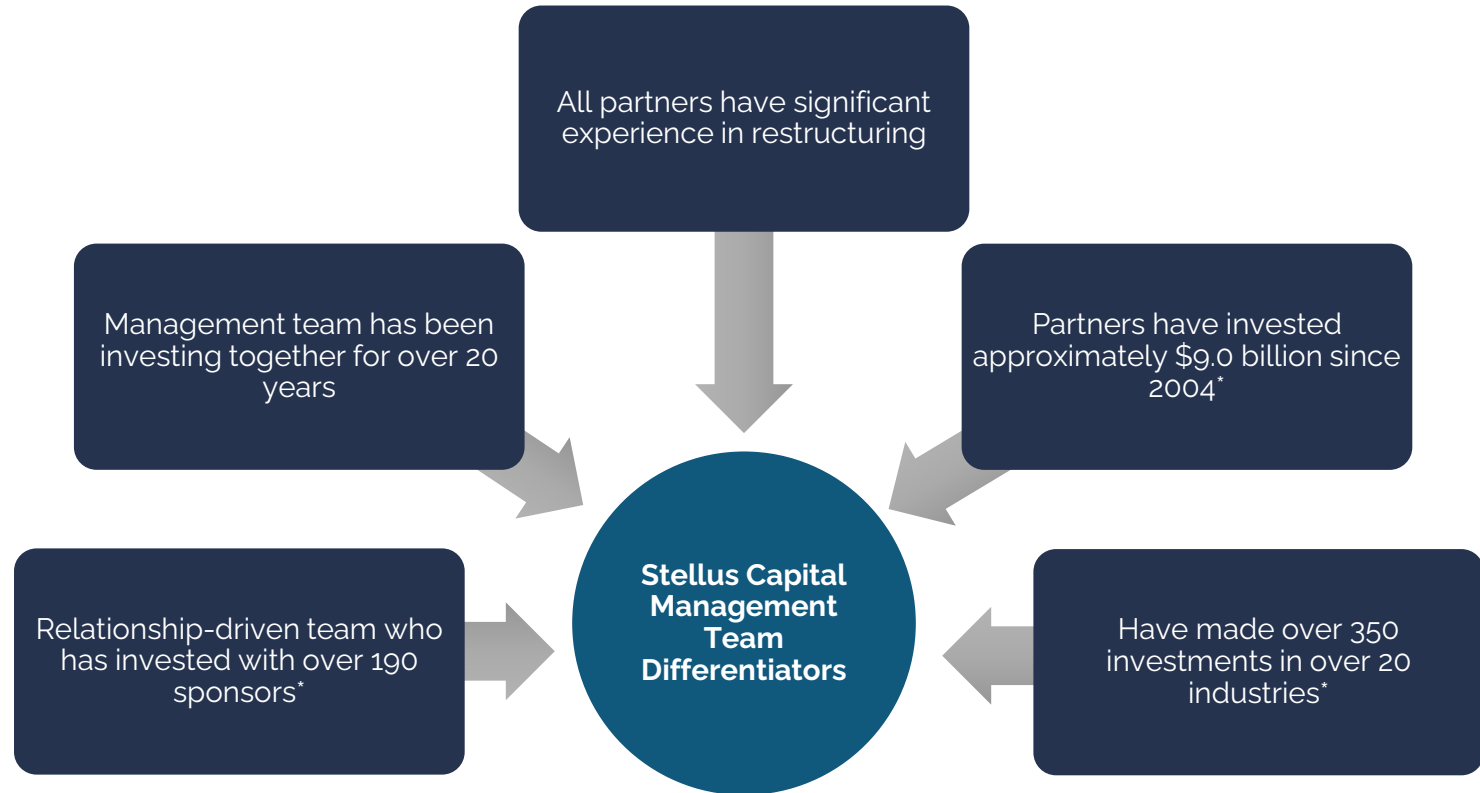 All partners have significant
experience in restructuring
Management team has been
investing together for over 20
years
Partners have invested
approximately $9.0 billion since
2004*
Relationship-driven team who
has invested with over 190
sponsors*
Stellus Capital
Management
Team
Differentiators
Have made over 350
investments in over 20
industries*